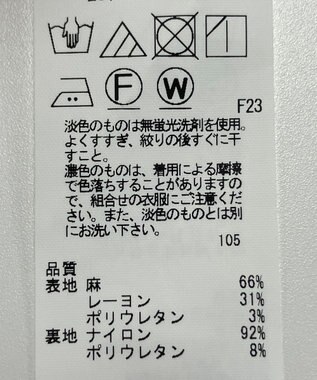 F W
F23
淡色のものは無蛍光洗剤を使用。
よくすすぎ、絞りの後すぐに干
すこと。
濃色のものは、着用による摩擦
で色落ちすることがありますの
で、組合せの衣服にご注意くだ
さい。また、淡色のものとは別
にお洗い下さい。
105
品質
表地 麻 66%
レーヨン 31%
ポリウレタン 3%
裏地 ナイロン 92%
ポリウレタン 8%